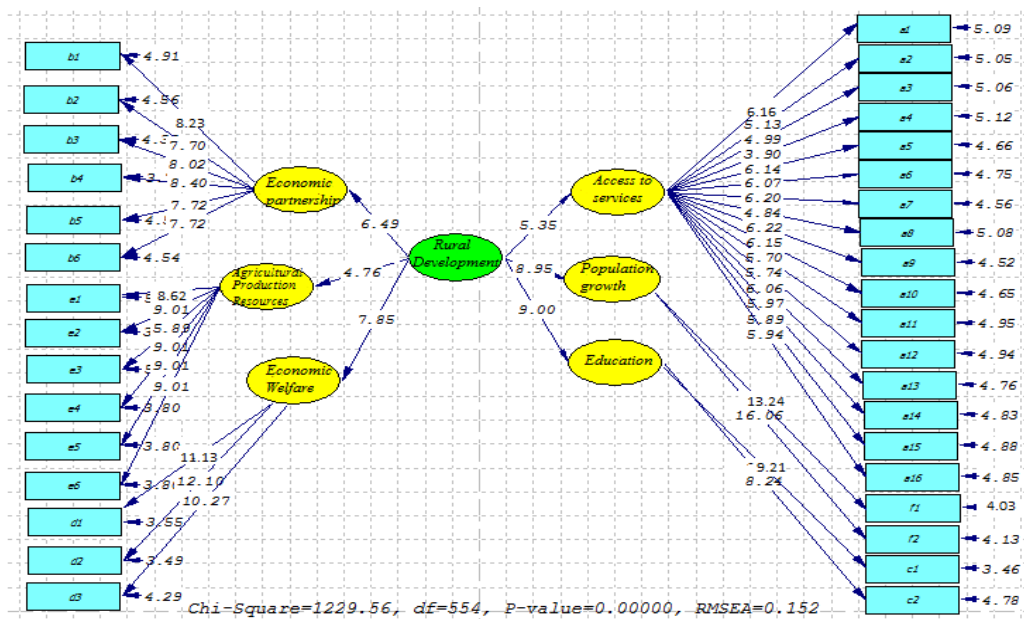 b1
4.91
b2
4.56
b3
b4
b5
b6
4.54
e1
e2
e3
e4
3.80
e5
3.80
e6
d1
3.55
d2
3.49
d3
4.29
8.23
7.70
8.02
8.40
7.72
7.72
8.62
9.01
5.89
9.01
9.01
9.01
11.13
12.10
10.27
Economic
partnership
Agricultural
Production
Resources
Economic
Welfare
6.49
4.76
7.85
Rural
Development
5.35
8.95
9.00
Access to
services
Population
growth
Education
6.16
5.13
4.99
3.90
6.14
6.07
6.20
4.84
6.22
6.15
5.70
5.74
6.06
5.97
5.89
5.94
13.24
16.06
9.21
8.24
a1
5.09
a2
5.05
a3
5.06
a4
5.12
a5
4.66
a6
4.75
a7
4.56
a8
5.08
a9
4.52
a10
4.65
a11
4.95
a12
4.94
a13
4.76
a14
4.83
a15
4.88
a16
4.85
f1
4.03
f2
4.13
c1
3.46
c2
4.78
Chi-Square=1229.56, df=554, P-value=0.00000, RMSEA=0.152